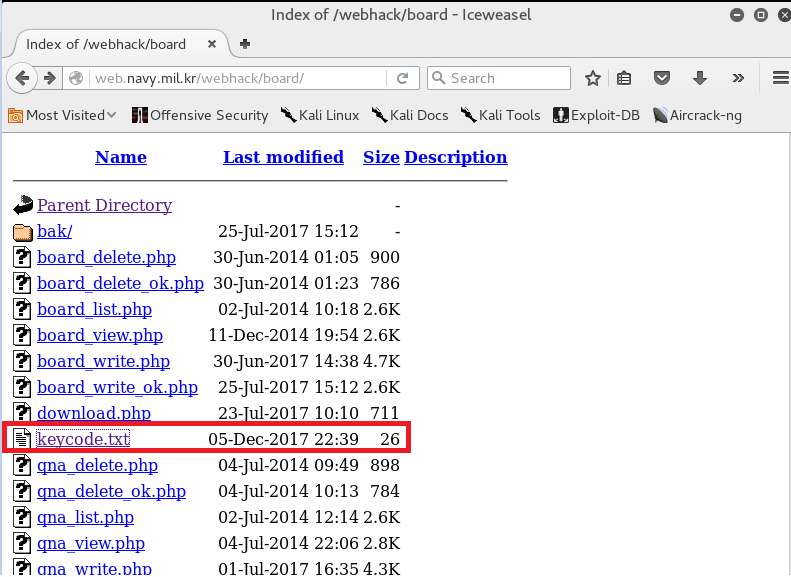 Index of /webhack/board - Iceweasel
Index of /webhack/board
web.navy.mil.kr/webhack/board/
Search
Most Visited Offensive Security Kali Linux Kali Docs Kali Tools Exploit-DB Aircrack-ng
Name Last modified Size Description
Parent Directory -
bak/ 25-Jul-2017 15:12 -
board_delete.php 30-Jun-2014 01:05 900
board_delete_ok.php 30-Jun-2014 01:23 786
board_list.php 02-Jul-2014 10:18 2.6K
board_view.php 11-Dec-2014 19:54 2.6K
board_write.php 30-Jun-2017 14:38 4.7K
board_write_ok.php 25-Jul-2017 15:12 2.6K
download.php 23-Jul-2017 10:10 711
keycode.txt 05-Dec-2017 22:39 26
qna_delete.php 04-Jul-2014 09:49 898
qna_delete_ok.php 04-Jul-2014 10:13 784
qna_list.php 02-Jul-2014 12:14 2.6K
qna_view.php 04-Jul-2014 22:06 2.8K
qna_write.php 01-Jul-2017 16:35 4.3K